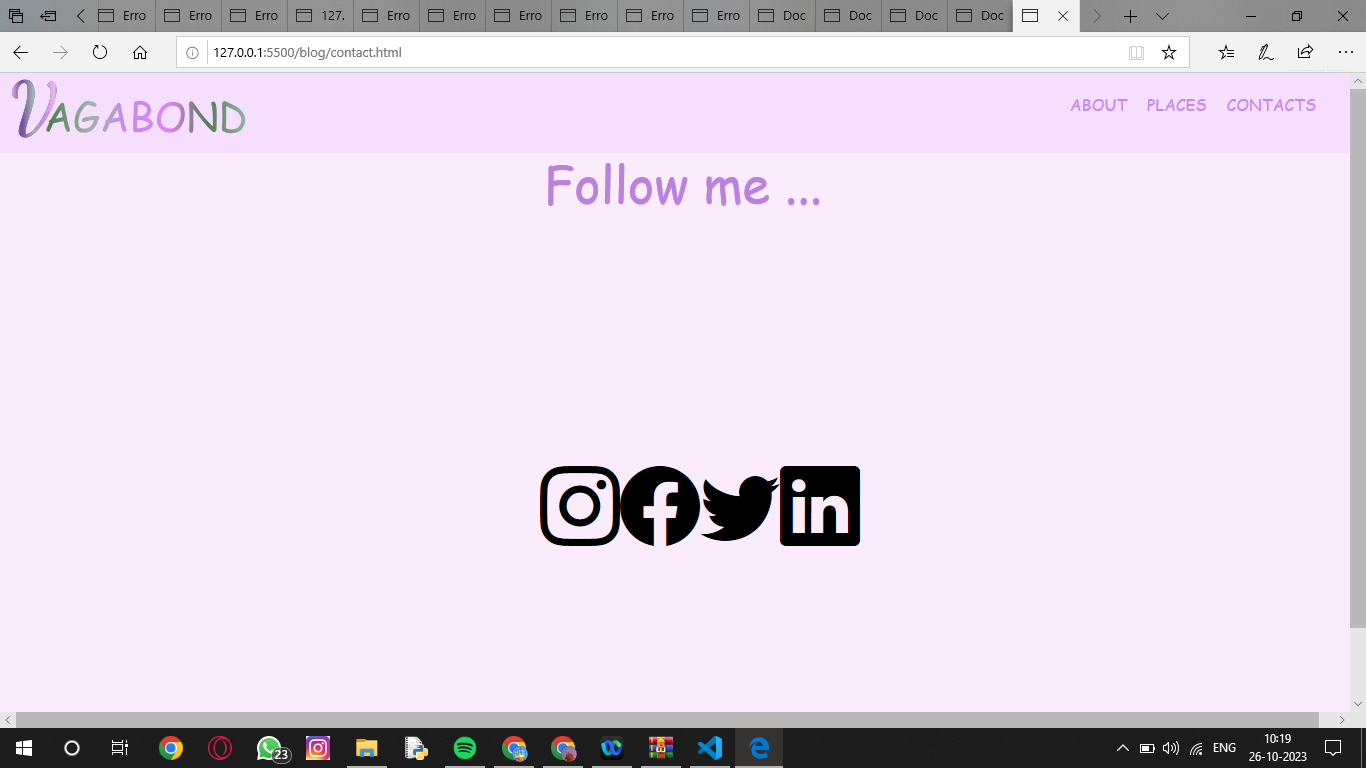 Erro Erro Erro 127. Erro Erro Erro Erro Erro Erro Doc Doc Doc Doc
127.0.0.1:5500/blog/contact.html
VAGABOND ABOUT PLACES CONTACTS
Follow me ...
in
23
ENG 10:19
26-10-2023